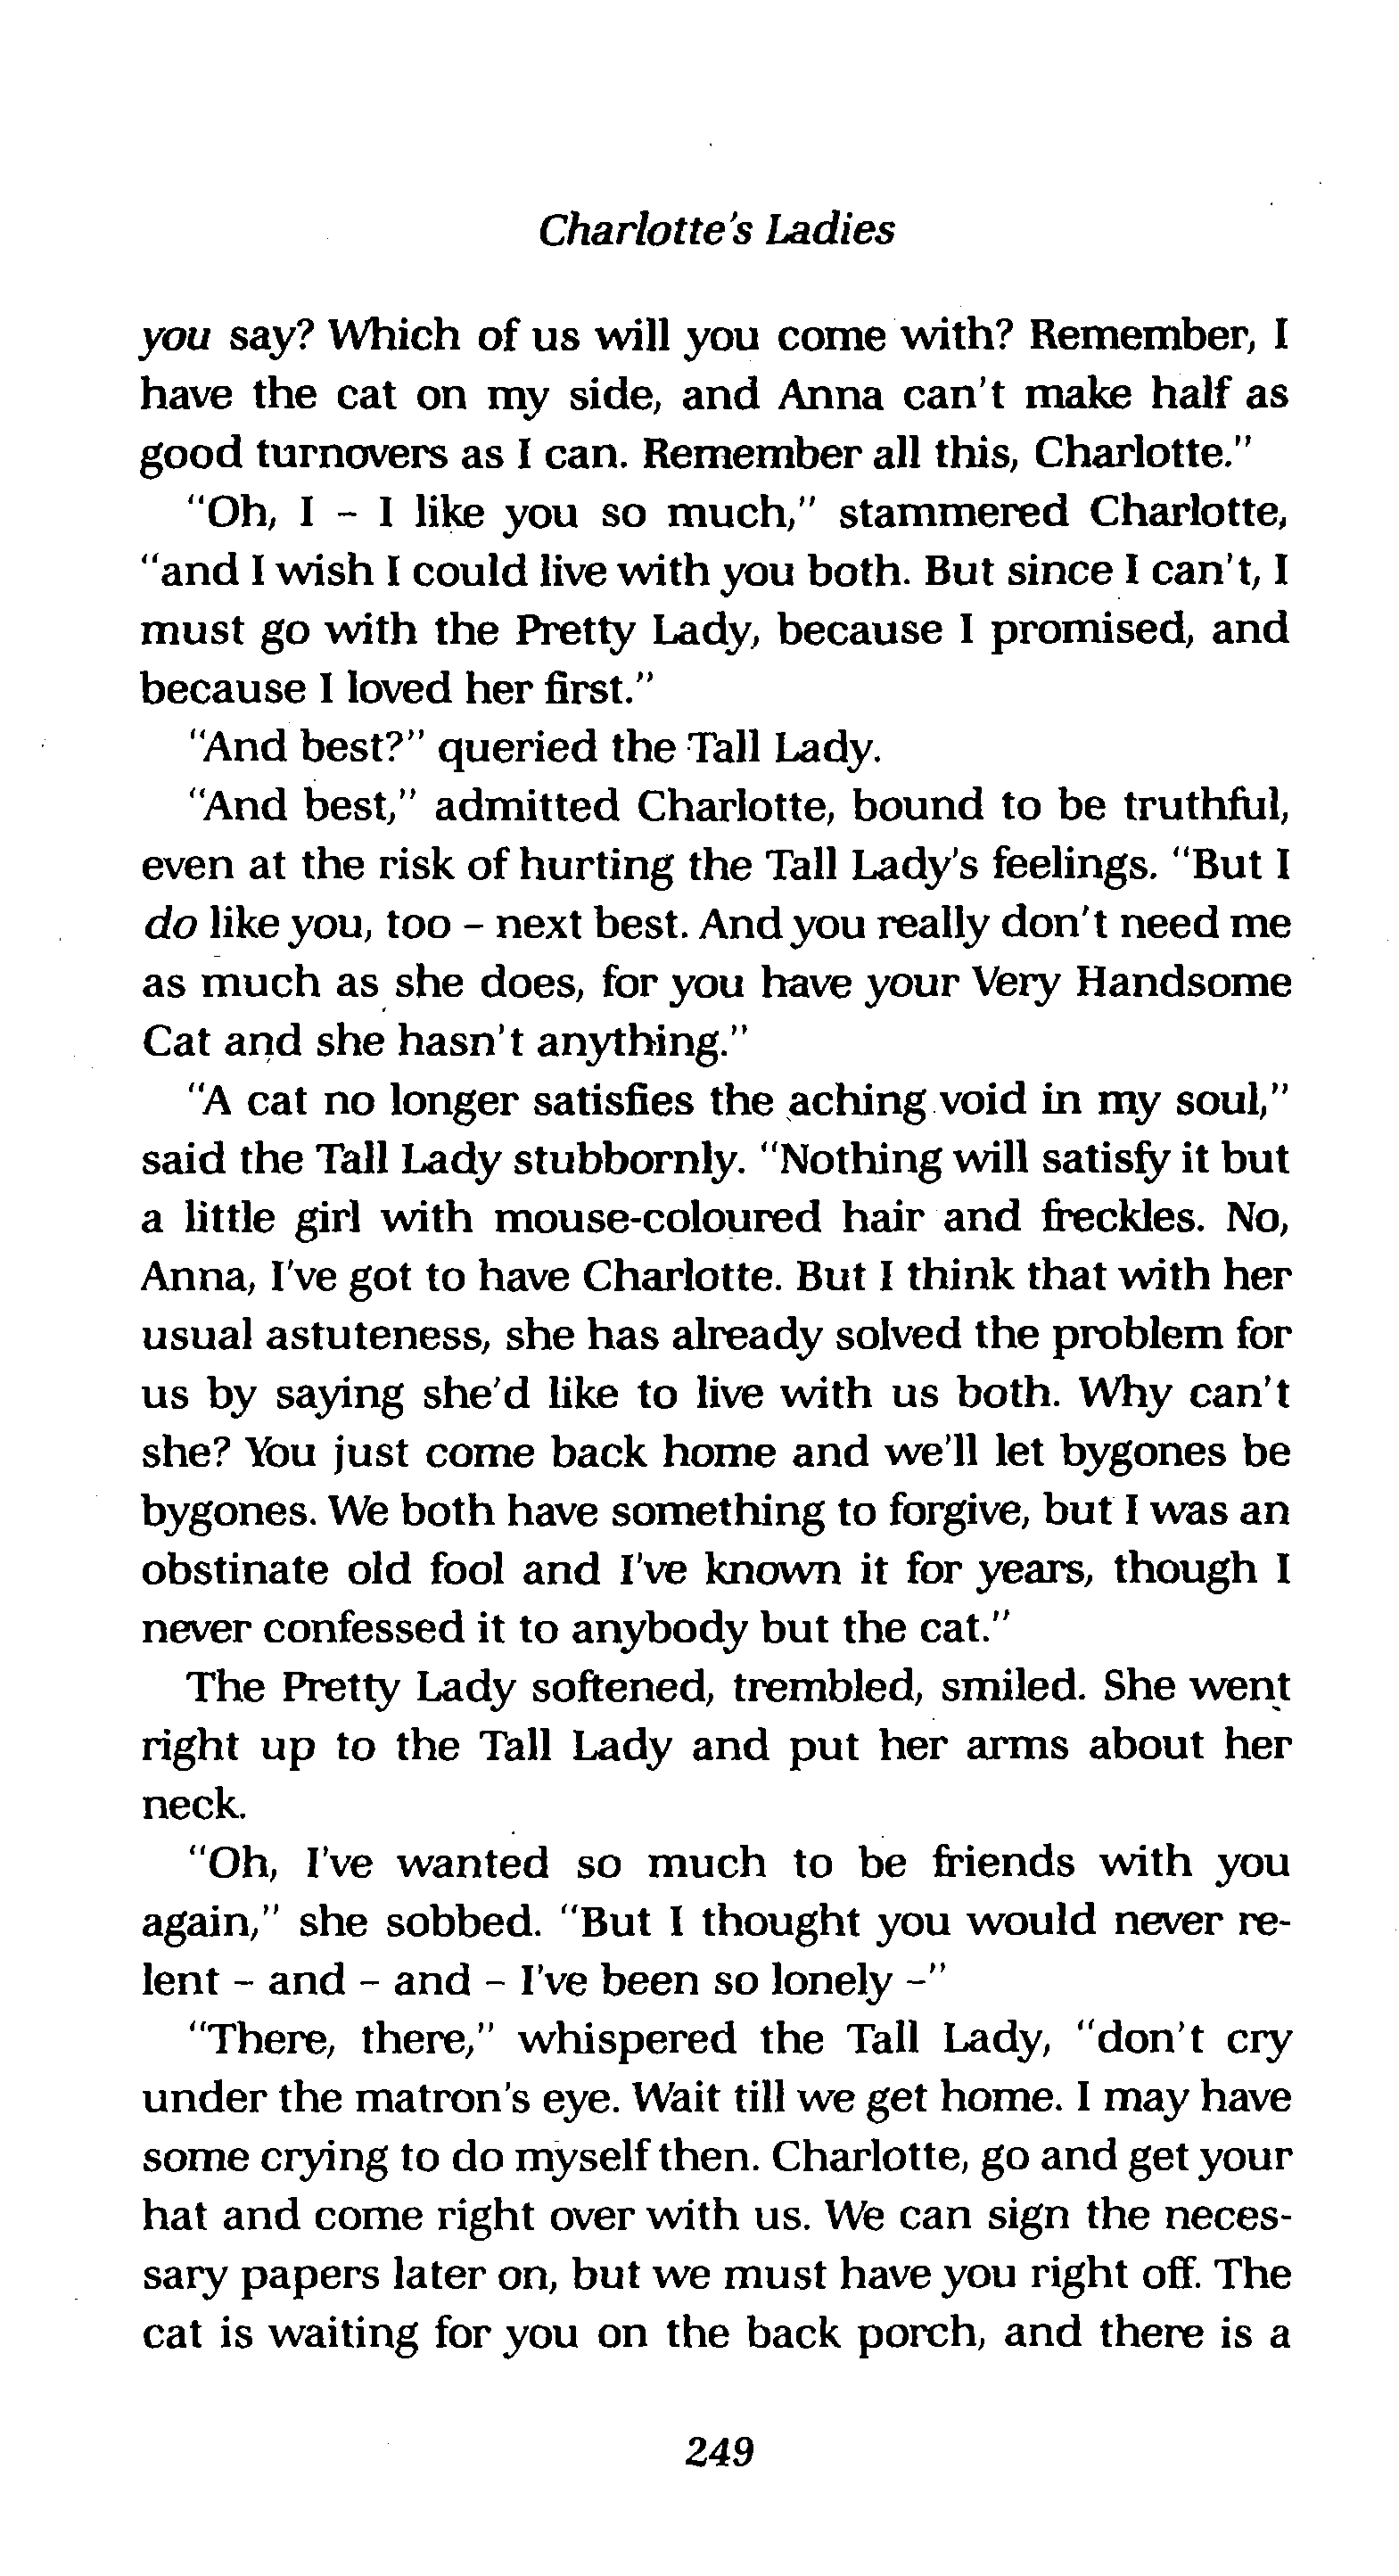 Charlotte's Ladies
you say? Which of us will you come with? Remember, I
have the cat on my side, and Anna can't make half as
good turnovers as I can. Remember all this, Charlotte."
"Oh, I – I like you so much," stammered Charlotte,
"and I wish I could live with you both. But since I can't, I
must go with the Pretty Lady, because I promised, and
because I loved her first."
"And best?" queried the Tall Lady.
"And best," admitted Charlotte, bound to be truthful,
even at the risk of hurting the Tall Lady's feelings. "But I
do like you, too – next best. And you really don't need me
as much as she does, for you have your Very Handsome
Cat and she hasn't anything."
"A cat no longer satisfies the aching void in my soul,"
said the Tall Lady stubbornly. "Nothing will satisfy it but
a little girl with mouse-coloured hair and freckles. No,
Anna, I've got to have Charlotte. But I think that with her
usual astuteness, she has already solved the problem for
us by saying she'd like to live with us both. Why can't
she? You just come back home and we'll let bygones be
bygones. We both have something to forgive, but I was an
obstinate old fool and I've known it for years, though I
never confessed it to anybody but the cat."
The Pretty Lady softened, trembled, smiled. She went
right up to the Tall Lady and put her arms about her
neck.
"Oh, I've wanted so much to be friends with you
again," she sobbed. "But I thought you would never re-
lent – and – and – I've been so lonely –"
"There, there," whispered the Tall Lady, "don't cry
under the matron's eye. Wait till we get home. I may have
some crying to do myself then. Charlotte, go and get your
hat and come right over with us. We can sign the neces-
sary papers later on, but we must have you right off. The
cat is waiting for you on the back porch, and there is a
249